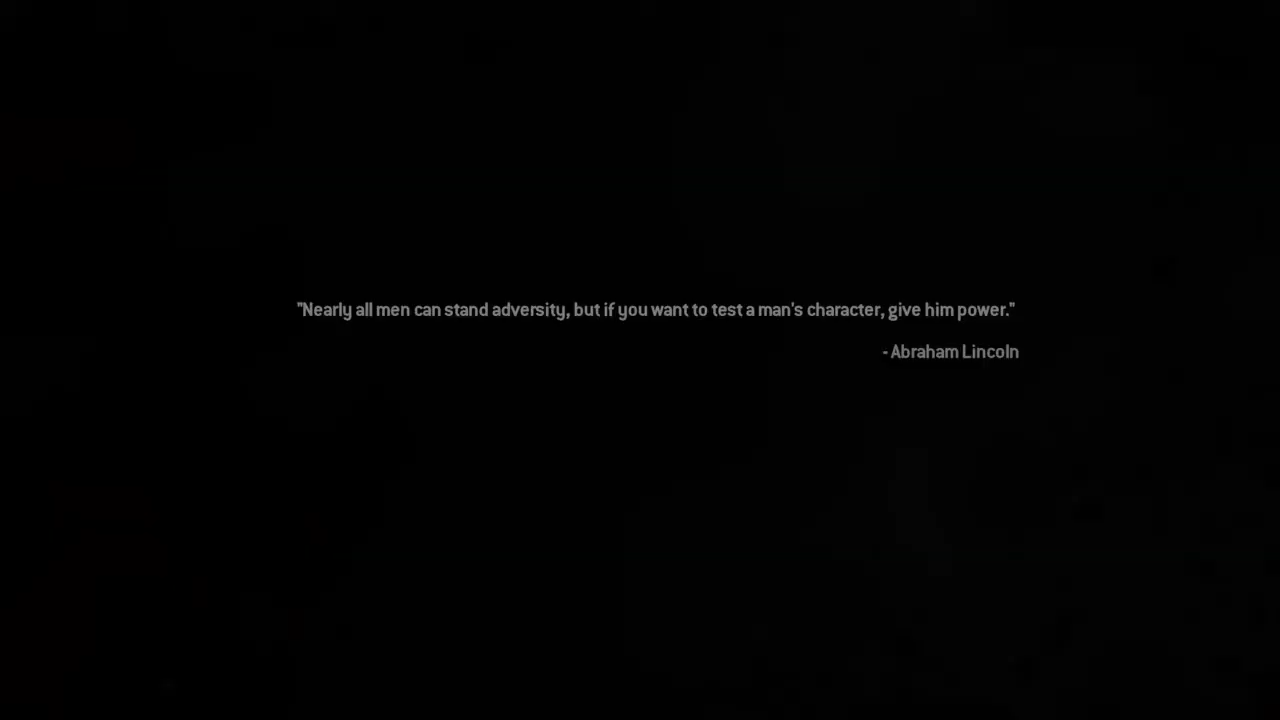 "Nearly all men can stand adversity, but if you want to test a man's character, give him power."
- Abraham Lincoln